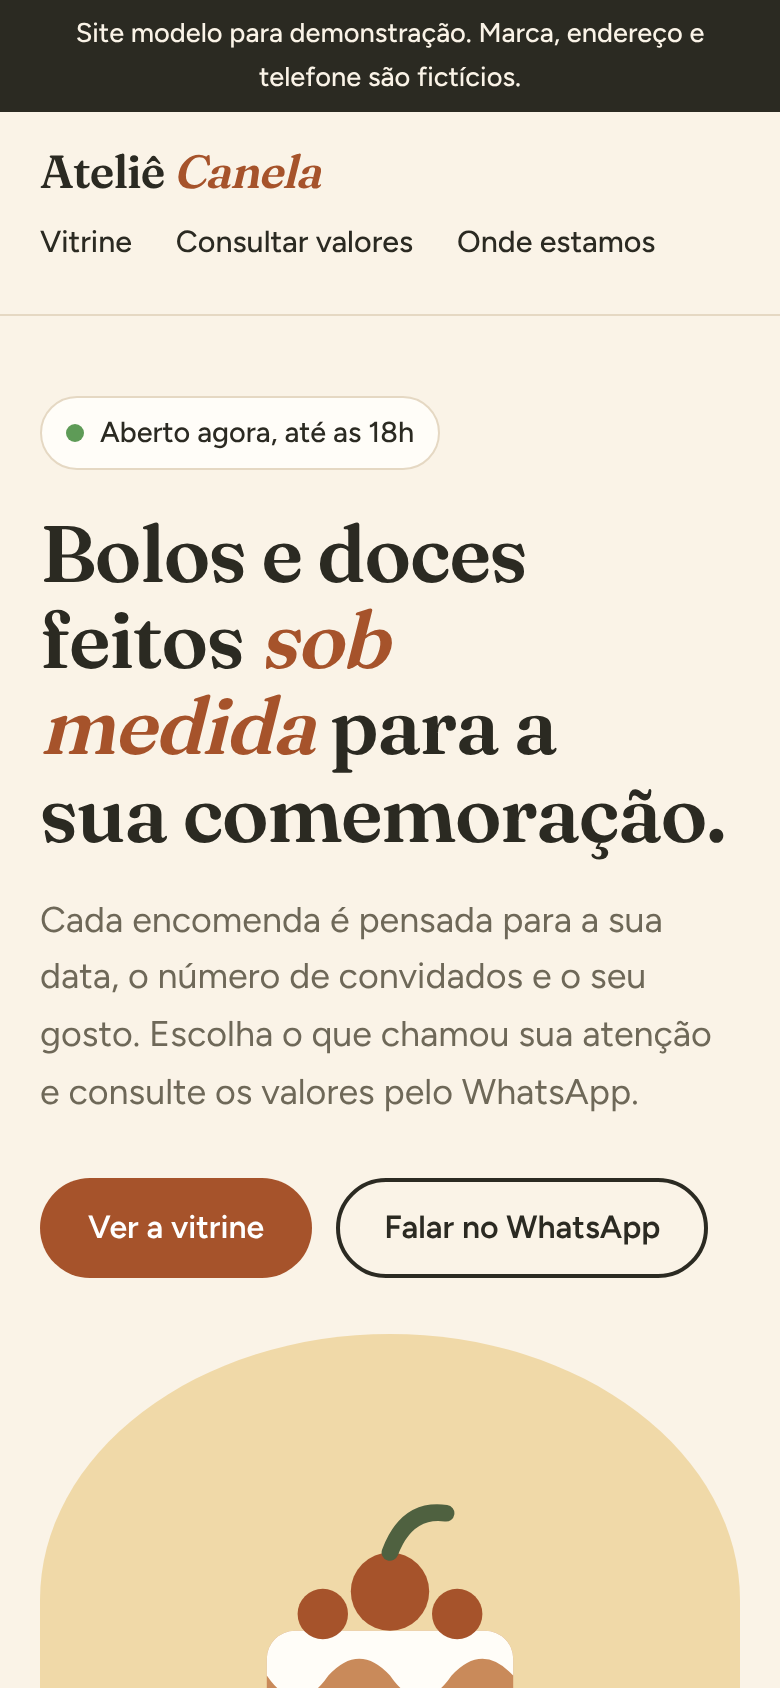 Site modelo para demonstração. Marca, endereço e
telefone são fictícios.
Ateliê Canela
Vitrine Consultar valores Onde estamos
Aberto agora, até as 18h
Bolos e doces
feitos sob
medida para a
sua comemoração.
Cada encomenda é pensada para a sua
data, o número de convidados e o seu
gosto. Escolha o que chamou sua atenção
e consulte os valores pelo WhatsApp.
Ver a vitrine Falar no WhatsApp